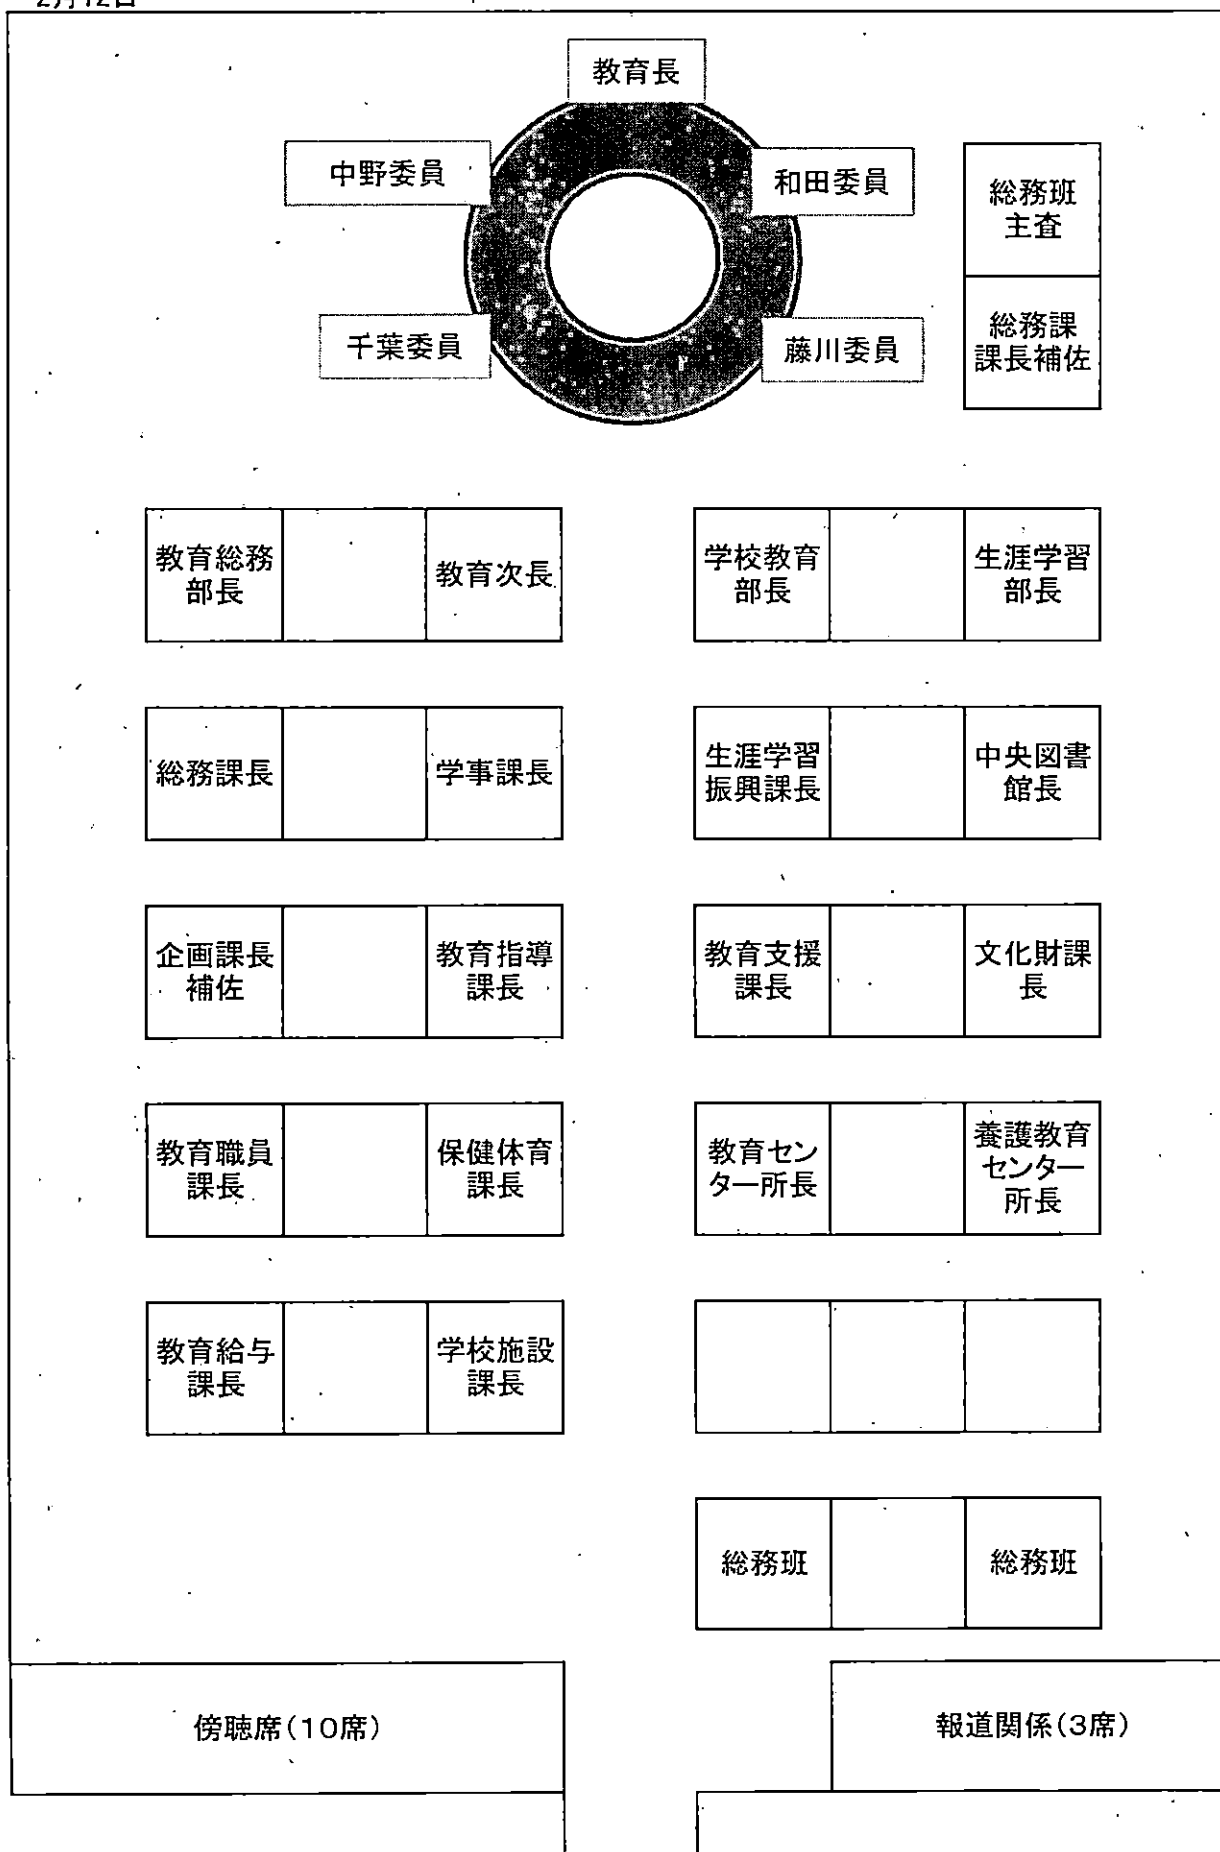 2月12日
教育長
中野委員
和田委員
総務班
主査
千葉委員
藤川委員
総務課
課長補佐
教育総務
部長
教育次長
学校教育
部長
生涯学習
部長
総務課長
学事課長
生涯学習
振興課長
中央図書
館長
企画課長
補佐
教育指導
課長
教育支援
課長
文化財課
長
教育職員
課長
保健体育
課長
教育セン
ター所長
養護教育
センター
所長
教育給与
課長
学校施設
課長
総務班
総務班
傍聴席(10席)
報道関係(3席)